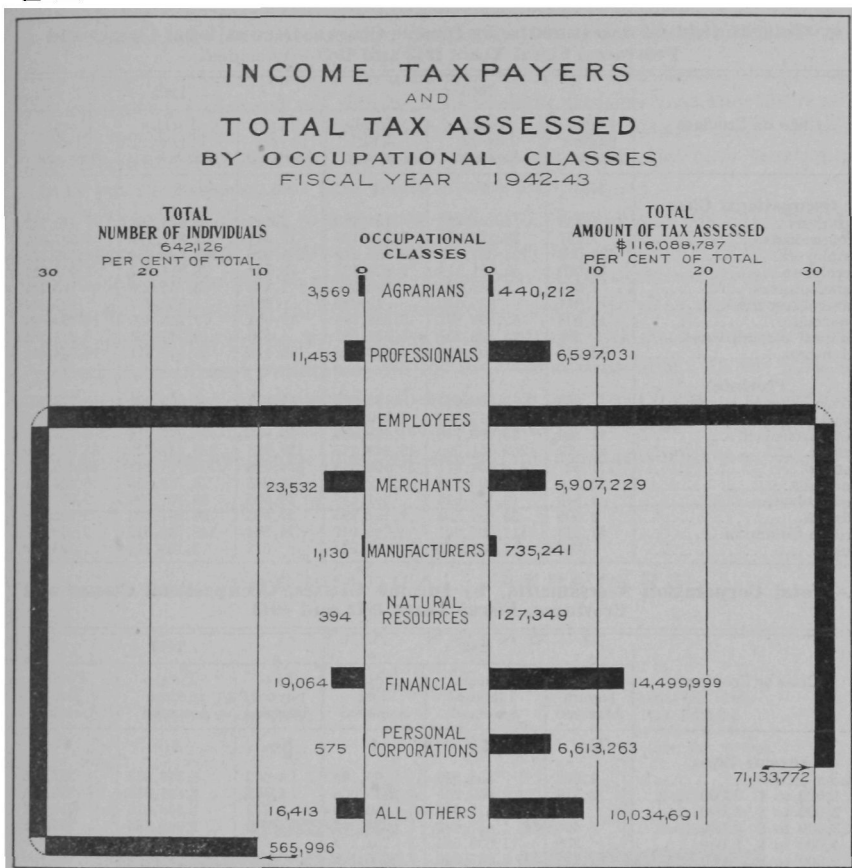 INCOME TAXPAYERS
AND
TOTAL TAX ASSESSED
BY OCCUPATIONAL CLASSES
FISCAL YEAR 1942-43
TOTAL
NUMBER OF INDIVIDUALS
642,126
PER CENT OF TOTAL
OCCUPATIONAL
CLASSES
TOTAL
AMOUNT OF TAX ASSESSED
$116,088,787
PER CENT OF TOTAL
30 20 10 0 0 10 20 30
3,569 AGRARIANS 440,212
11,453 PROFESSIONALS 6,597,031
EMPLOYEES
23,532 MERCHANTS 5,907,229
1,130 MANUFACTURERS 735,241
394 NATURAL RESOURCES 127,349
19,064 FINANCIAL 14,499,999
575 PERSONAL CORPORATIONS 6,613,263
71,133,772
16,413 ALL OTHERS 10,034,691
565,996